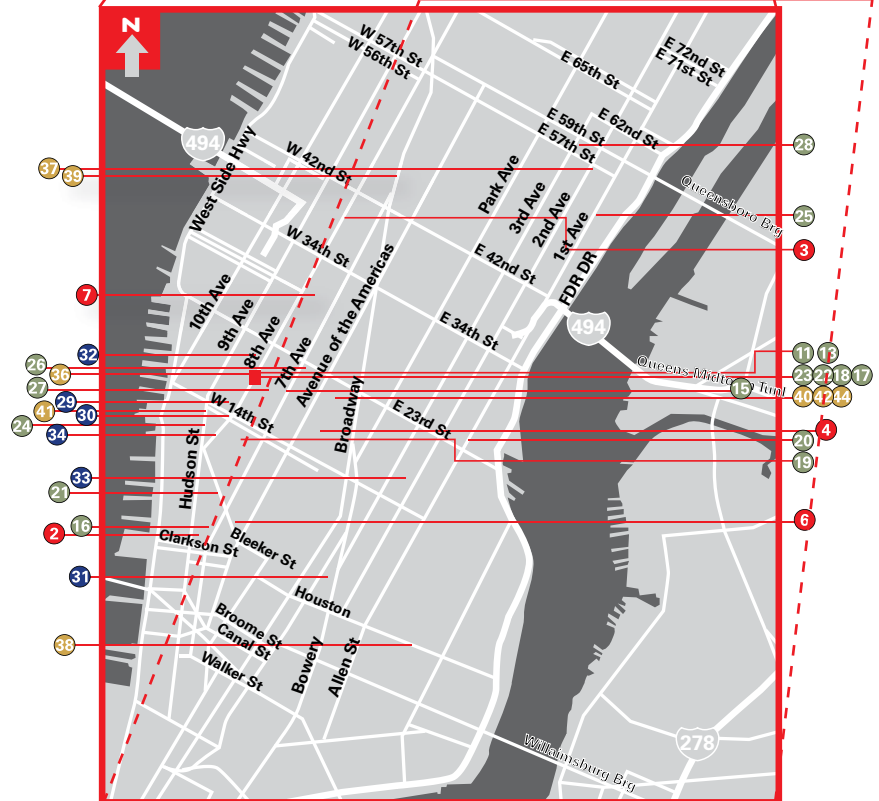 N
W 57th St
W 56th St
E 72nd St
E 71st St
E 65th St
494
West Side Hwy
E 59th St
E 62nd St
E 57th St
28
W 42nd St
37
39
Park Ave
3rd Ave
2nd Ave
1st Ave
Queensboro Brg
25
3
W 34th St
E 42nd St
FDR DR
7
10th Ave
9th Ave
8th Ave
7th Ave
Avenue of the Americas
E 34th St
494
32
26
36
27
11 13
Queens Midtown Tunl
23 22 18 17
15
40 42 44
29
41
30
24
34
W 14th St
Broadway
E 23rd St
4
20
19
33
Hudson St
21
16
2
6
Clarkson St
Bleeker St
31
Houston
38
Broome St
Canal St
Walker St
Bowery
Allen St
278
Willaimsburg Brg